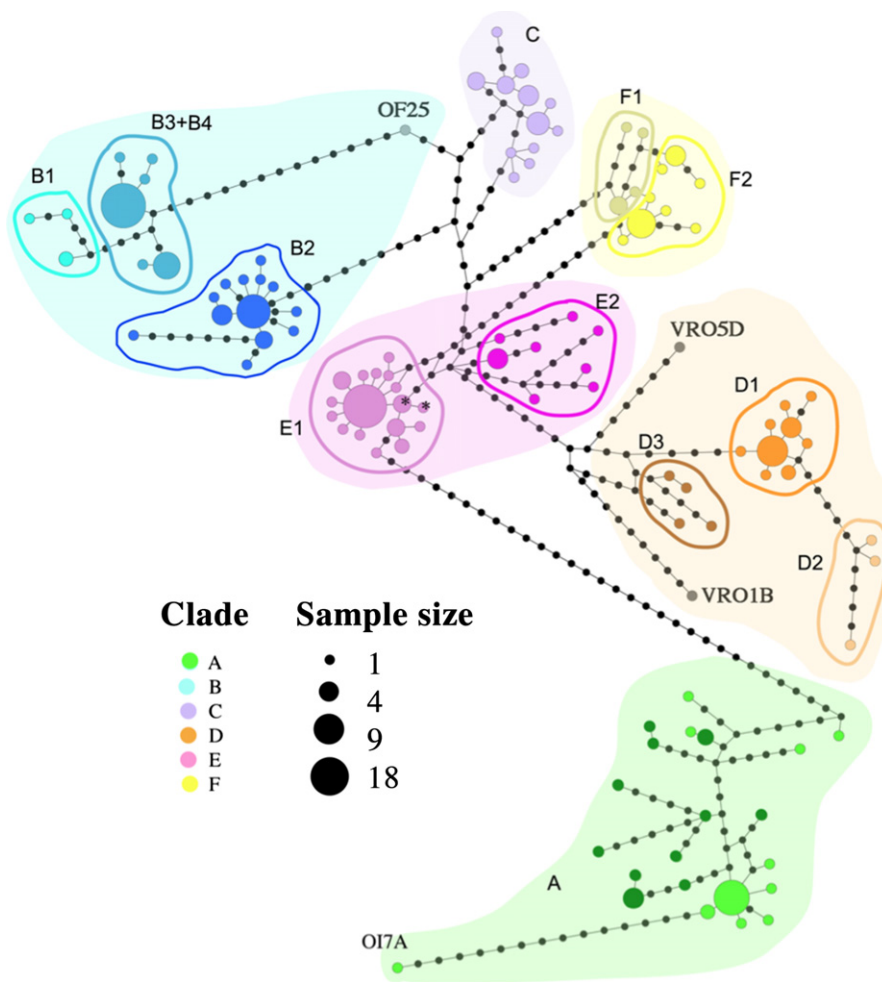 C
F1
OF25
B3+B4
B1
F2
B2
E2
VRO5D
D1
* *
E1
D3
D2
VRO1B
Clade
Sample size
A
B
C
D
E
F
1
4
9
18
A
OI7A